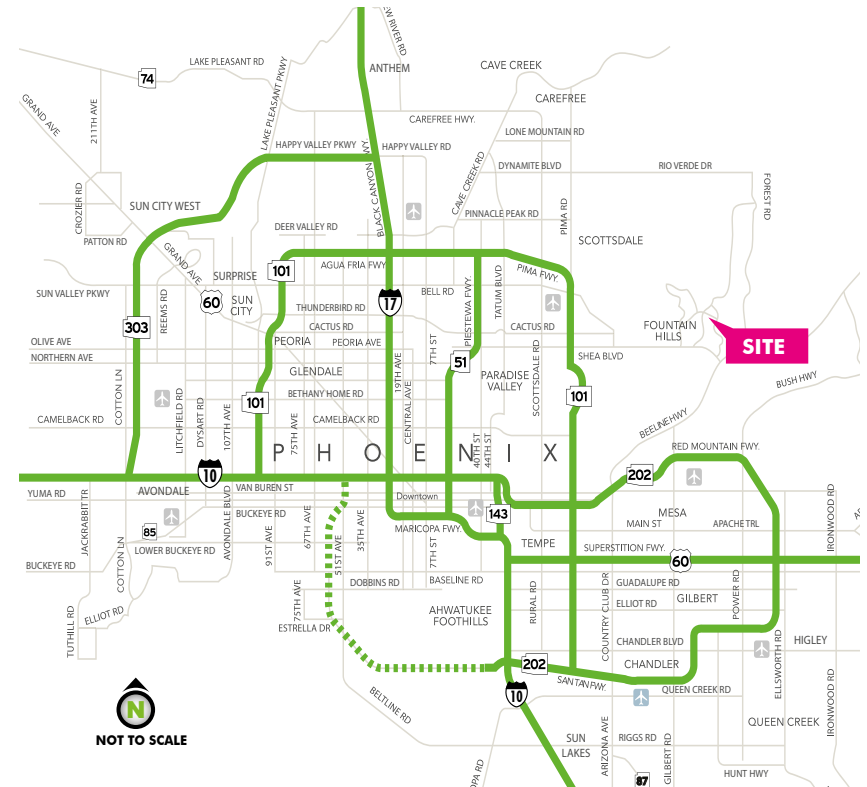 EW RIVER RD
LAKE PLEASANT RD
74
ANTHEM
CAVE CREEK
LAKE PLEASANT PKWY
CAREFREE
GRAND AVE
211TH AVE
CAREFREE HWY.
LONE MOUNTAIN RD
HAPPY VALLEY PKWY
HAPPY VALLEY RD
DYNAMITE BLVD
RIO VERDE DR
BLACK CANYON HWY
CAVE CREEK RD
FOREST RD
CROZIER RD
SUN CITY WEST
PIMA RD
PINNACLE PEAK RD
DEER VALLEY RD
PATTON RD
SCOTTSDALE
GRAND AVE
101
AGUA FRIA FWY.
PIMA FWY.
SURPRISE
SUN VALLEY PKWY
REEMS RD
60
SUN
CITY
17
BELL RD
PIESTEWA FWY.
TATUM BLVD
THUNDERBIRD RD
303
CACTUS RD
CACTUS RD
FOUNTAIN
HILLS
SITE
OLIVE AVE
PEORIA
PEORIA AVE
7TH ST
NORTHERN AVE
51
SHEA BLVD
GLENDALE
19TH AVE
PARADISE
VALLEY
SCOTTSDALE RD
BUSH HWY
COTTON LN
LITCHFIELD RD
DYSART RD
107TH AVE
101
BETHANY HOME RD
CENTRAL AVE
101
75TH AVE
CAMELBACK RD
CAMELBACK RD
BEELINE HWY
PHOENIX
40TH ST
44TH ST
RED MOUNTAIN FWY.
10
202
YUMA RD
AVONDALE
VAN BUREN ST
Downtown
JACKRABBIT TR
AVONDALE BLVD
BUCKEYE RD
143
MESA
IRONWOOD RD
85
91ST AVE
67TH AVE
51ST AVE
35TH AVE
MARICOPA FWY.
MAIN ST
APACHE TRL
LOWER BUCKEYE RD
COTTON LN
7TH ST
TEMPE
SUPERSTITION FWY.
60
BUCKEYE RD
DOBBINS RD
BASELINE RD
GUADALUPE RD
75TH AVE
RURAL RD
COUNTRY CLUB DR
POWER RD
TUTHILL RD
ELLIOT RD
AHWATUKEE
FOOTHILLS
ELLIOT RD
GILBERT
ESTRELLA DR
CHANDLER BLVD
HIGLEY
202
CHANDLER
ELLSWORTH RD
SANTAN FWY.
10
QUEEN CREEK RD
N
BELTLINE RD
IRONWOOD RD
NOT TO SCALE
QUEEN CREEK
SUN
LAKES
ARIZONA AVE
RIGGS RD
GILBERT RD
OPA RD
87
HUNT HWY